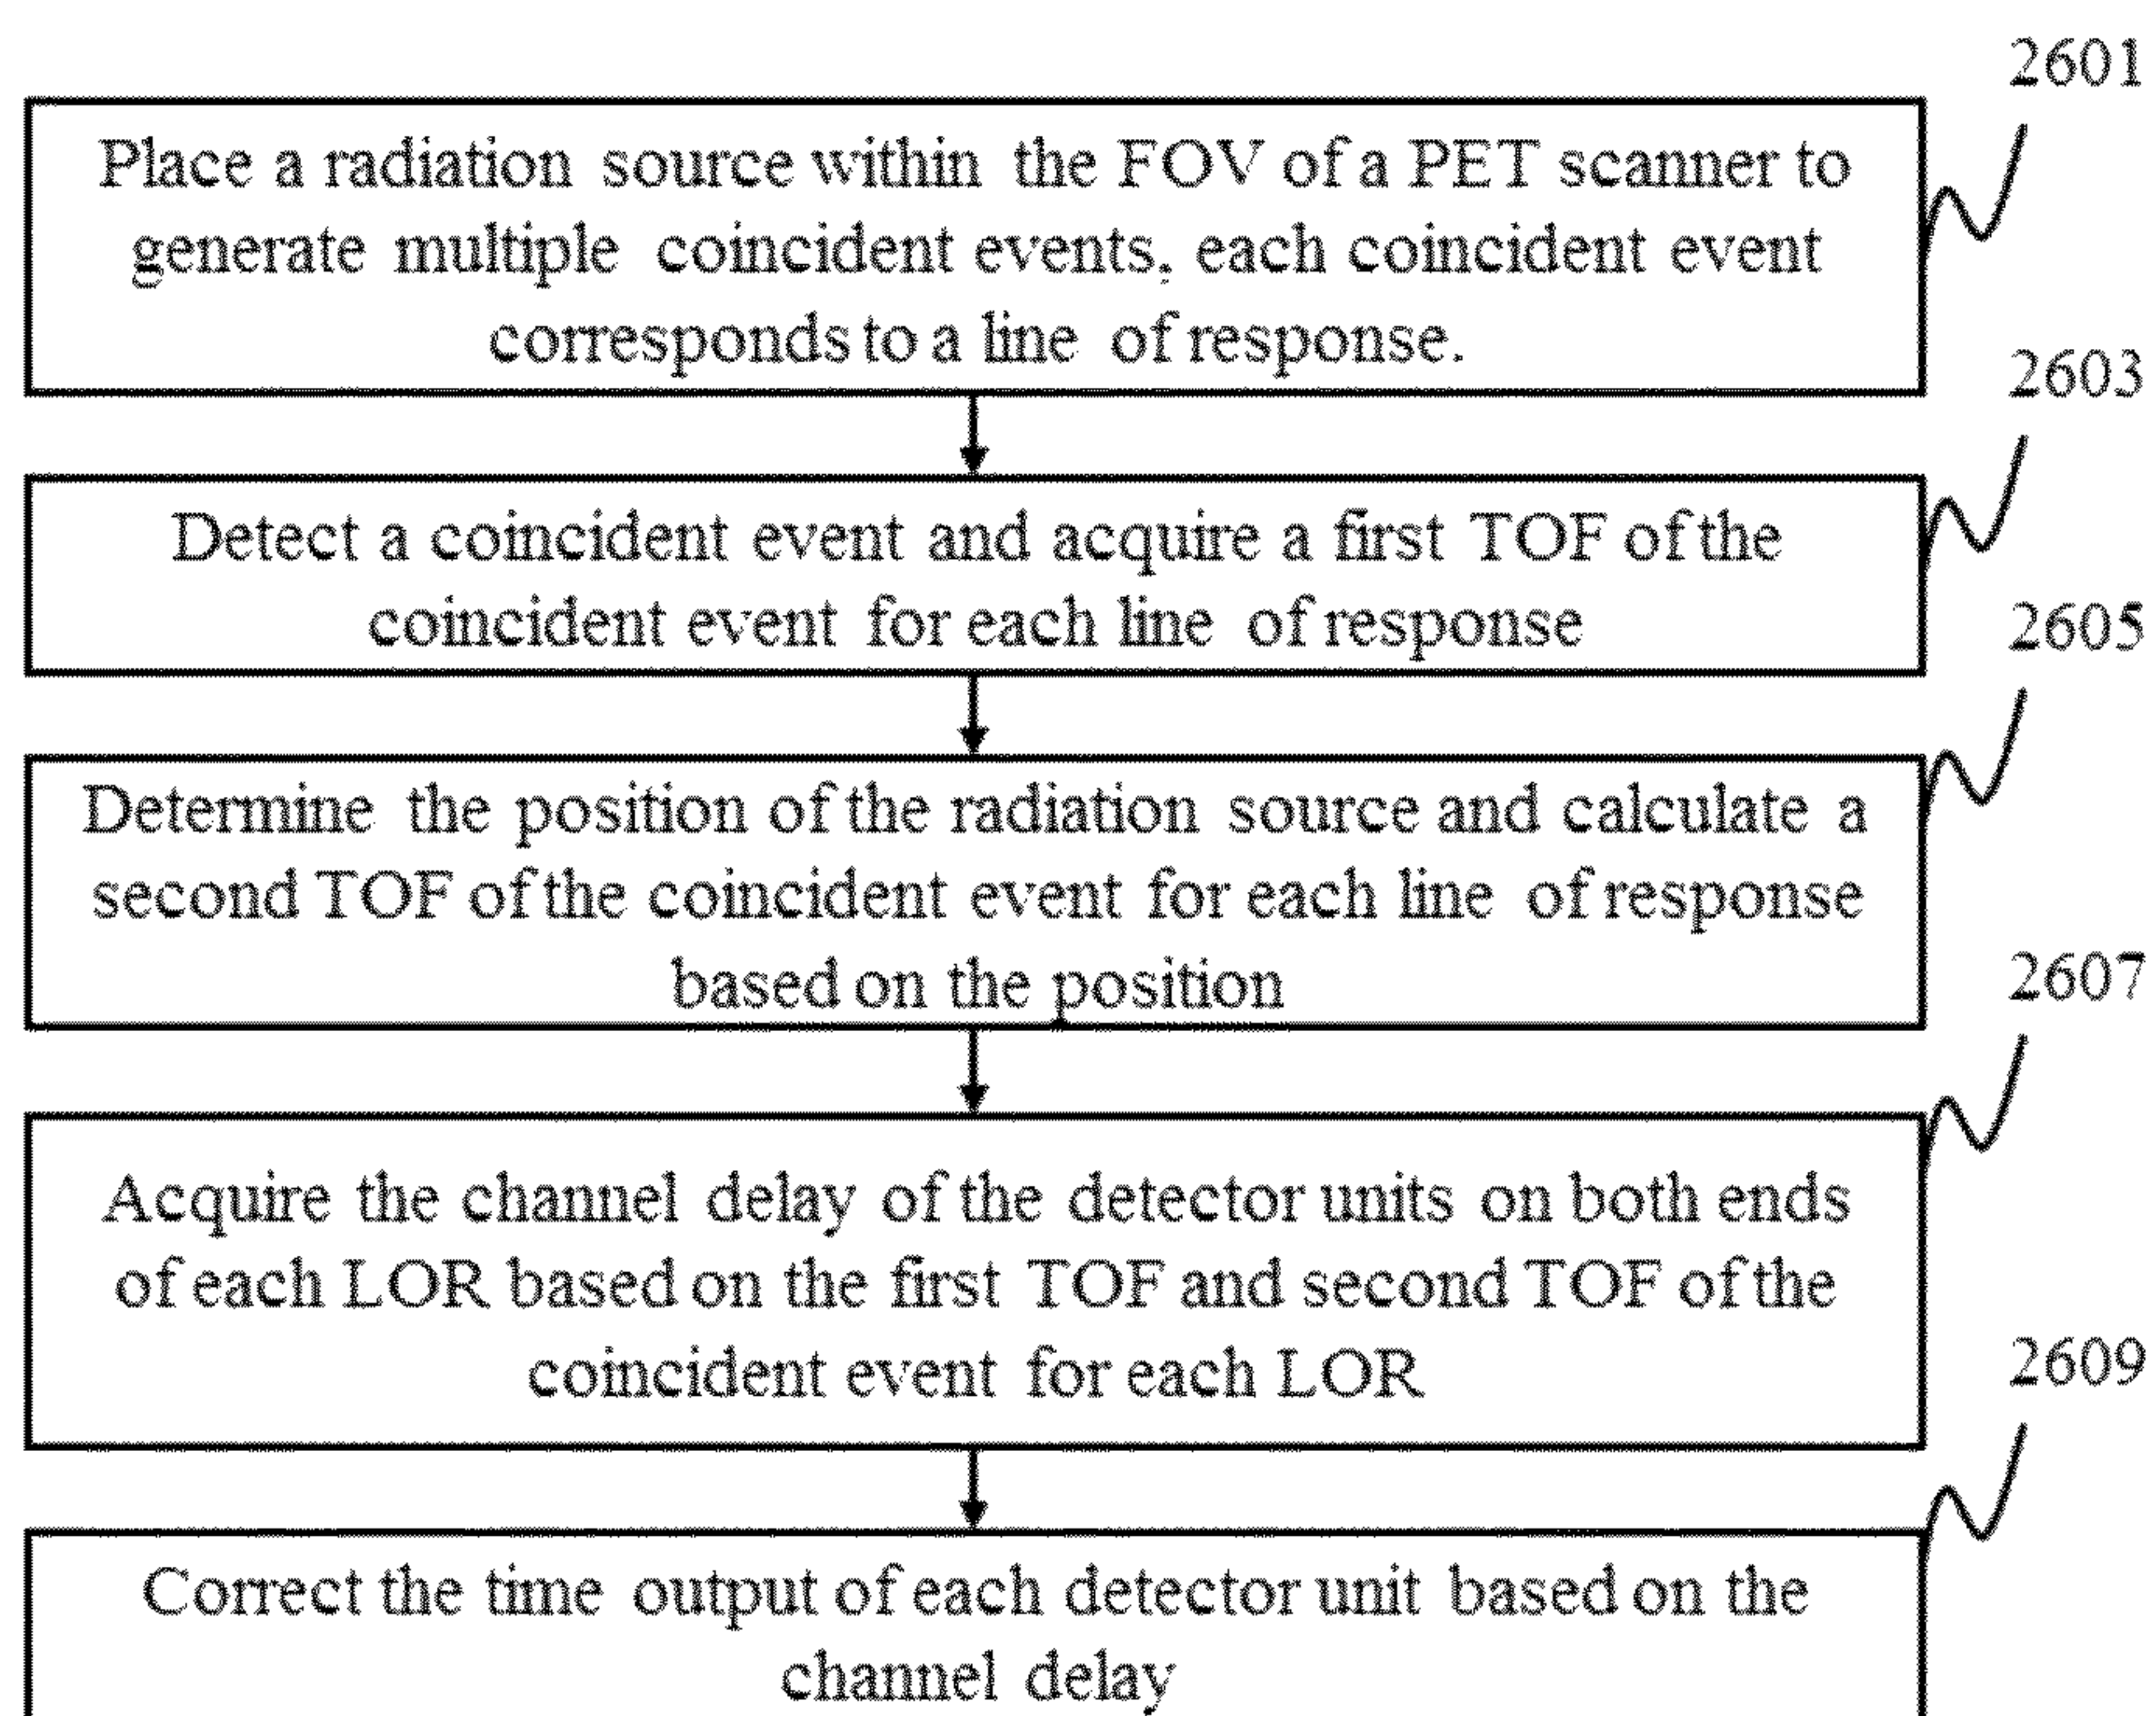 2601
Place a radiation source within the FOV of a PET scanner to
generate multiple coincident events, each coincident event
corresponds to a line of response.
2603
Detect a coincident event and acquire a first TOF of the
coincident event for each line of response
2605
Determine the position of the radiation source and calculate a
second TOF of the coincident event for each line of response
based on the position
2607
Acquire the channel delay of the detector units on both ends
of each LOR based on the first TOF and second TOF of the
coincident event for each LOR
2609
Correct the time output of each detector unit based on the
channel delay